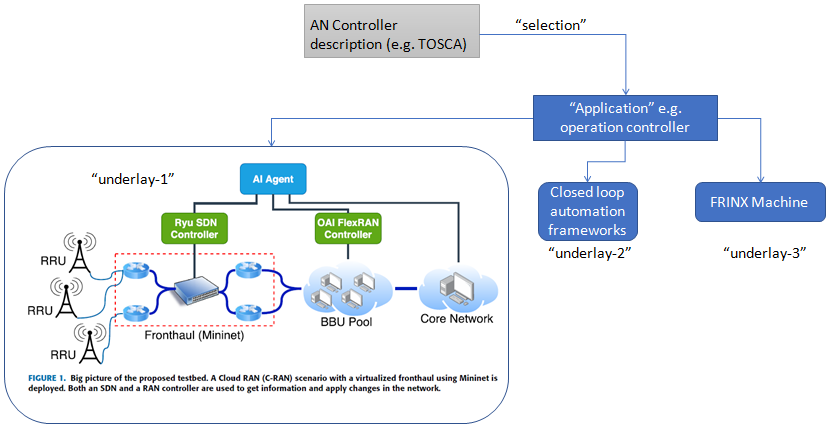 AN Controller
description (e.g. TOSCA)
“selection”
“Application” e.g.
operation controller
“underlay-1”
AI Agent
Closed loop
automation
frameworks
FRINX Machine
Ryu SDN
Controller
OAI FlexRAN
Controller
“underlay-2”
“underlay-3”
RRU
RRU
RRU
Fronthaul (Mininet)
BBU Pool
Core Network
FIGURE 1. Big picture of the proposed testbed. A Cloud RAN (C-RAN) scenario with a virtualized fronthaul using Mininet is
deployed. Both an SDN and a RAN controller are used to get information and apply changes in the network.